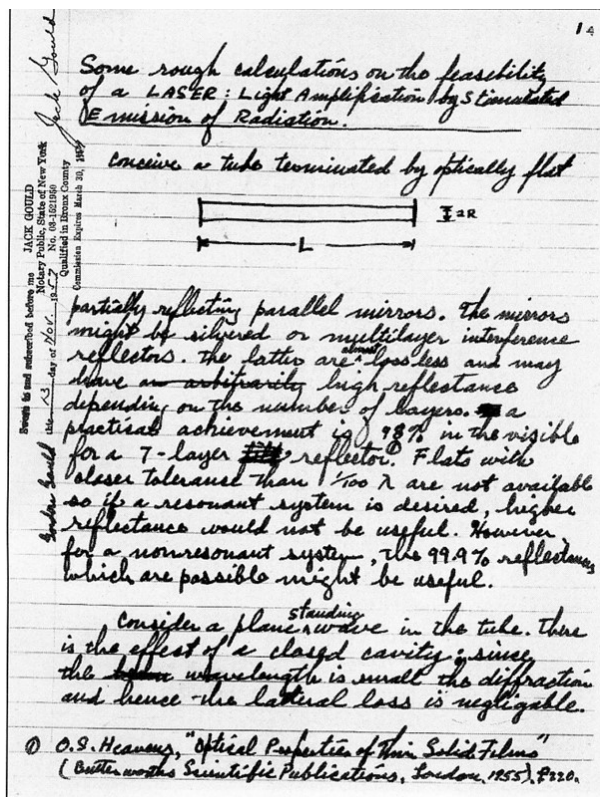 14
Some rough calculations on the feasibility
of a LASER: Light Amplification by Stimulated
Emission of Radiation.
conceive a tube terminated by optically flat
2R
L
partially reflecting parallel mirrors. The mirrors
might be silvered or multilayer interference
reflectors. The latter are almost lossless and may
have an arbitrarily high reflectance
depending on the number of layers. a
practical achievement is 98% in the visible
for a 7-layer reflector.① Flats with
closer tolerance than 1/100 λ are not available
so if a resonant system is desired, higher
reflectance would not be useful. However,
for a nonresonant system, the 99.9% reflectances
which are possible might be useful.
Consider a plane standing wave in the tube. There
is the effect of a closed cavity; since
the wavelength is small the diffraction
and hence the lateral loss is negligable.
① O.S. Heavens, "Optical Properties of Thin Solid Films"
(Butterworths Scientific Publications, London, 1955), p220.
Jack Gould
JACK GOULD
Notary Public, State of New York
No. 03-1521950
Qualified in Bronx County
Commission Expires March 30,
Sworn to and subscribed before me
this 13 day of Nov. 1957
Gordon Gould